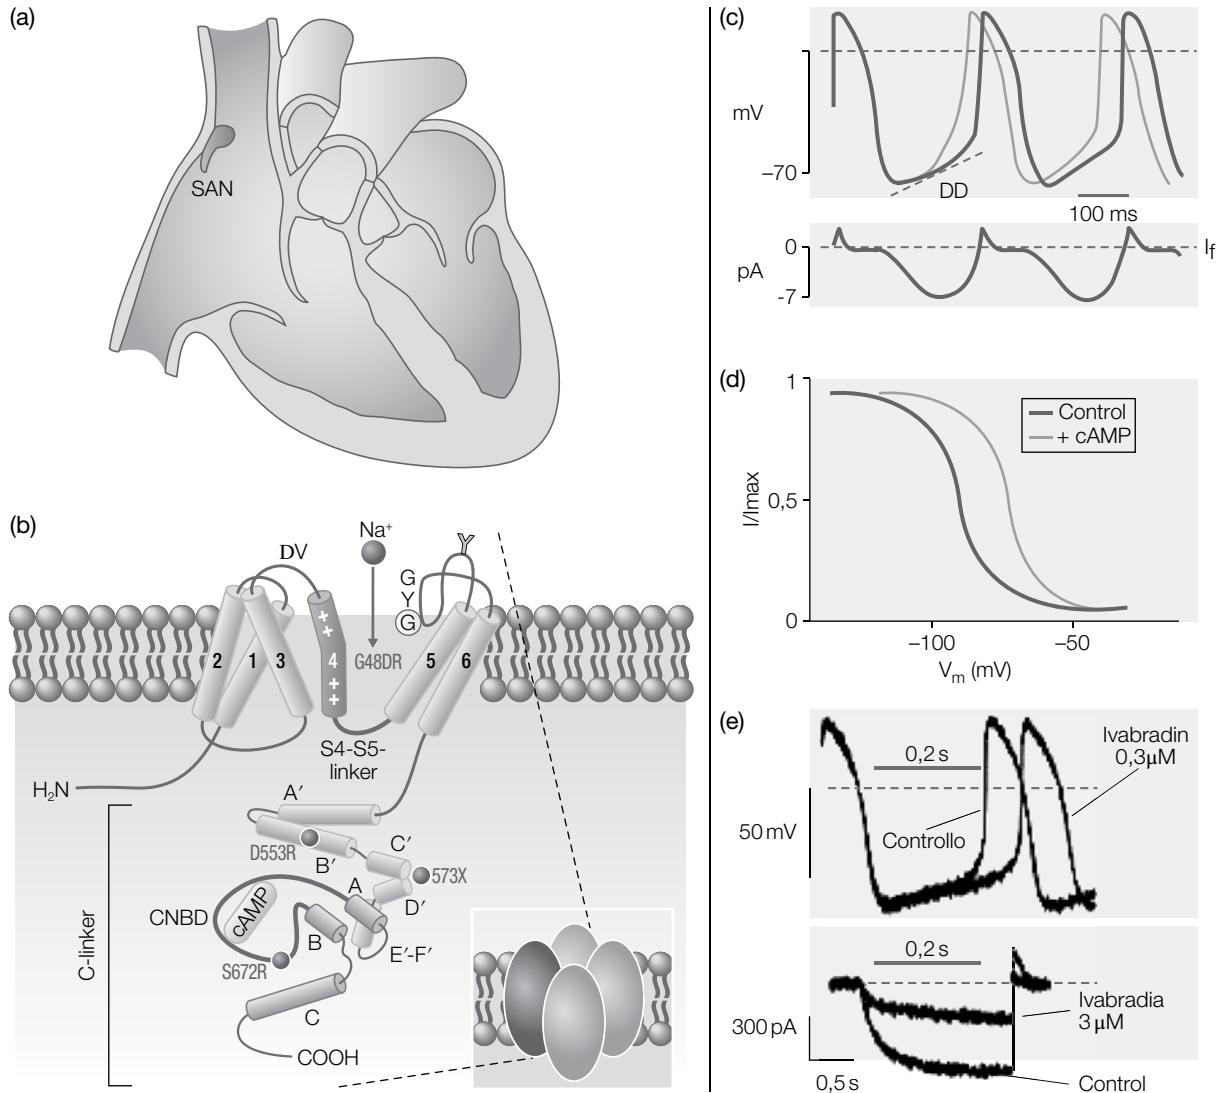 (a)
SAN
(b)
Na⁺
DV
Y
G
Y
G
2
1
3
4
G48DR
5
6
S4-S5-
linker
H₂N
A′
D553R
B′
C′
573X
A
D′
CNBD
cAMP
B
E′-F′
S672R
C-linker
C
COOH
(c)
mV
–70
DD
100 ms
0
If
pA
-7
(d)
1
Control
+ cAMP
I/Imax
0,5
0
–100
–50
Vm (mV)
(e)
Ivabradin
0,3µM
0,2 s
50 mV
Controllo
0,2 s
Ivabradia
3 µM
300 pA
0,5 s
Control